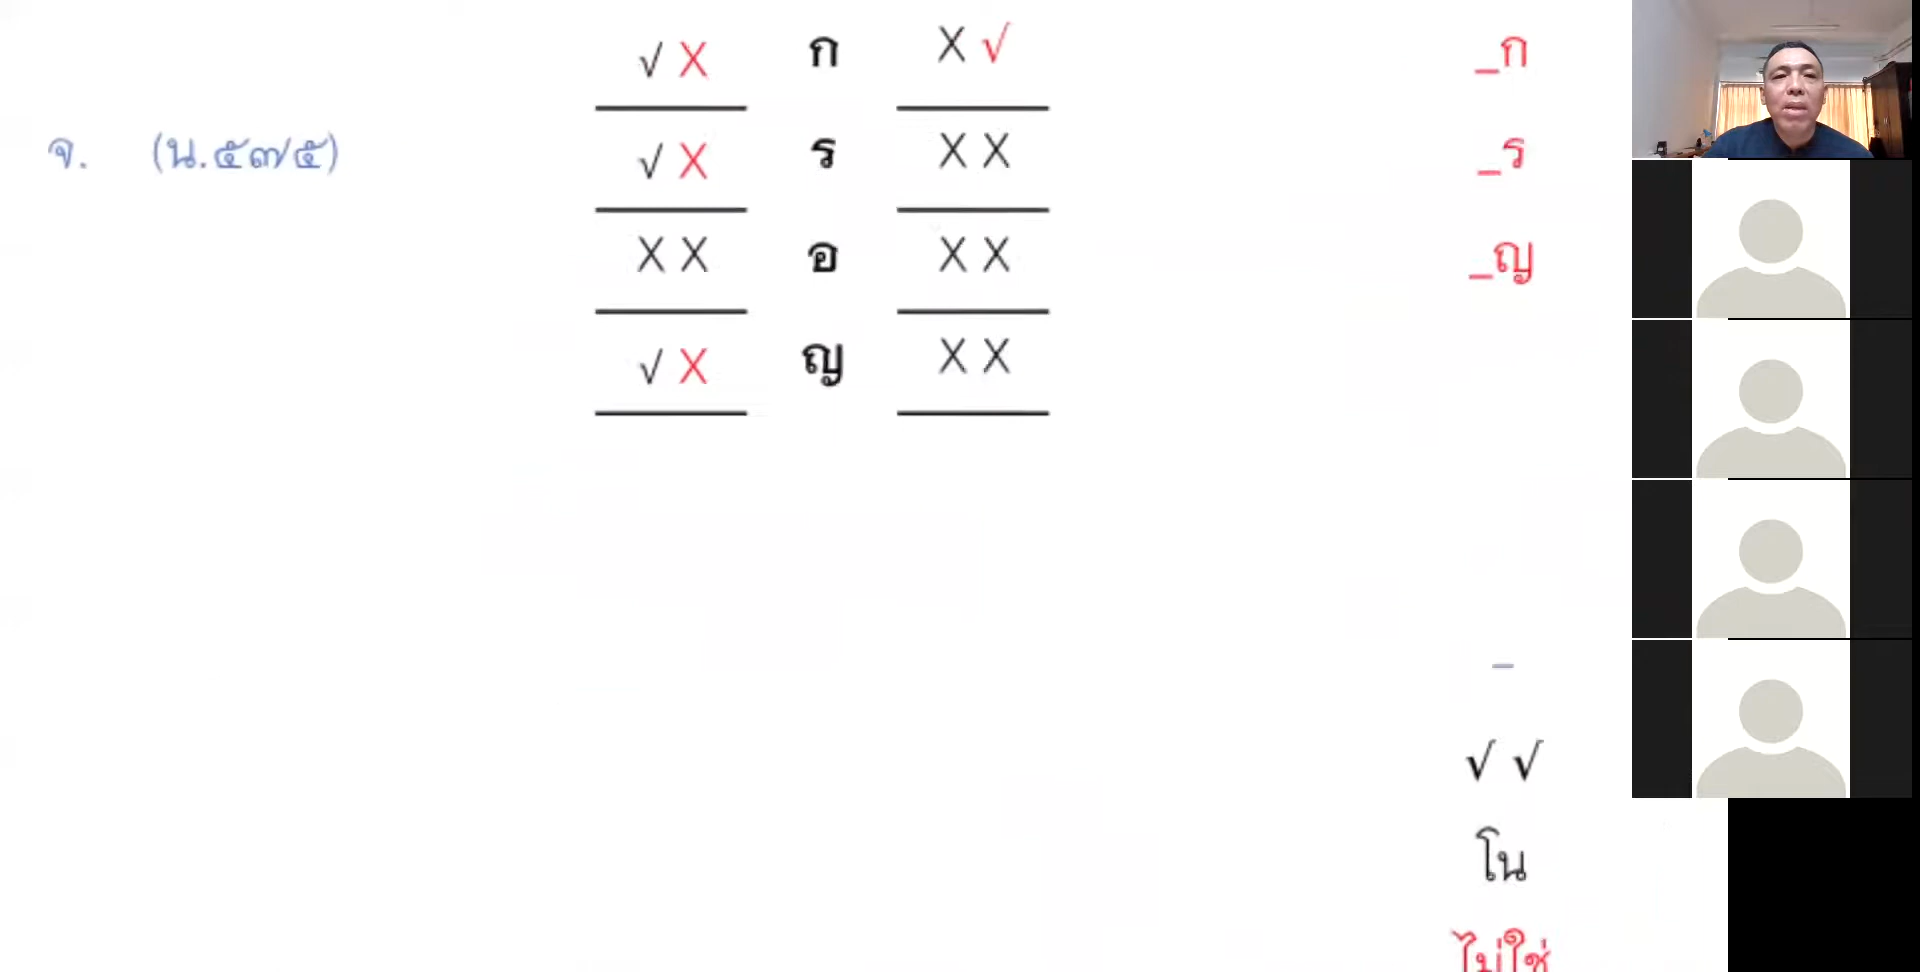 √ X ก X √ _ก
จ. (น.๕๗๕) √ X ร X X _ร
X X อ X X _ญ
√ X ญ X X
–
√ √
โน
ไม่ใช่